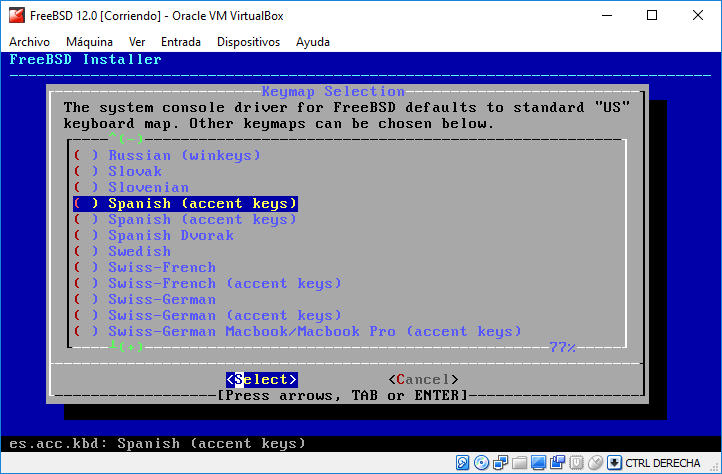 FreeBSD 12.0 [Corriendo] - Oracle VM VirtualBox
Archivo Máquina Ver Entrada Dispositivos Ayuda
FreeBSD Installer
Keymap Selection
The system console driver for FreeBSD defaults to standard "US"
keyboard map. Other keymaps can be chosen below.
^(-)
( ) Russian (winkeys)
( ) Slovak
( ) Slovenian
( ) Spanish (accent keys)
( ) Spanish (accent keys)
( ) Spanish Dvorak
( ) Swedish
( ) Swiss-French
( ) Swiss-French (accent keys)
( ) Swiss-German
( ) Swiss-German (accent keys)
( ) Swiss-German Macbook/Macbook Pro (accent keys)
(+) 77%
<Select> <Cancel>
[Press arrows, TAB or ENTER]
es.acc.kbd: Spanish (accent keys)
CTRL DERECHA